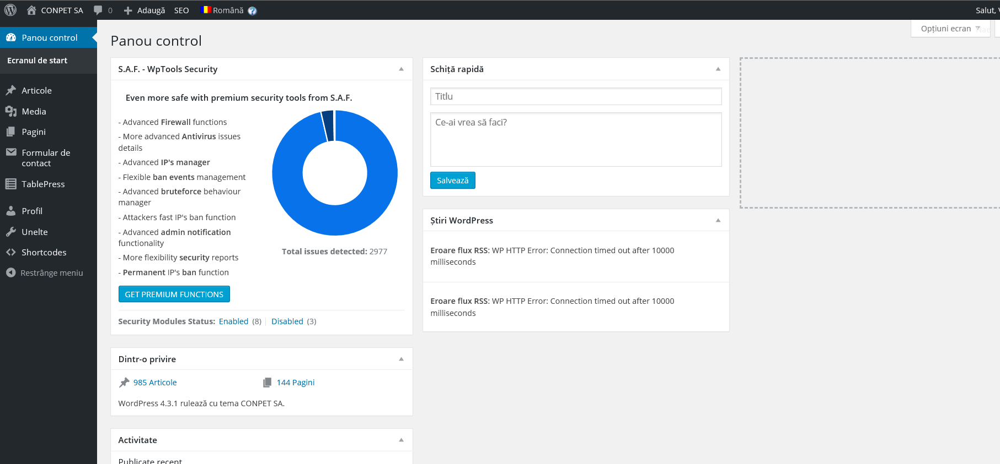 CONPET SA
0
Adaugă
SEO
Română
Salut,
Panou control
Ecranul de start
Articole
Media
Pagini
Formular de
contact
TablePress
Profil
Unelte
Shortcodes
Restrânge meniu
Opțiuni ecran
Panou control
S.A.F. - WpTools Security
Even more safe with premium security tools from S.A.F.
- Advanced Firewall functions
- More advanced Antivirus issues
details
- Advanced IP's manager
- Flexible ban events management
- Advanced bruteforce behaviour
manager
- Attackers fast IP's ban function
- Advanced admin notification
functionality
- More flexibility security reports
- Permanent IP's ban function
Total issues detected: 2977
GET PREMIUM FUNCTIONS
Security Modules Status: Enabled (8) Disabled (3)
Dintr-o privire
985 Articole
144 Pagini
WordPress 4.3.1 rulează cu tema CONPET SA.
Activitate
Publicate recent
Schiță rapidă
Titlu
Ce-ai vrea să faci?
Salvează
Știri WordPress
Eroare flux RSS: WP HTTP Error: Connection timed out after 10000
milliseconds
Eroare flux RSS: WP HTTP Error: Connection timed out after 10000
milliseconds